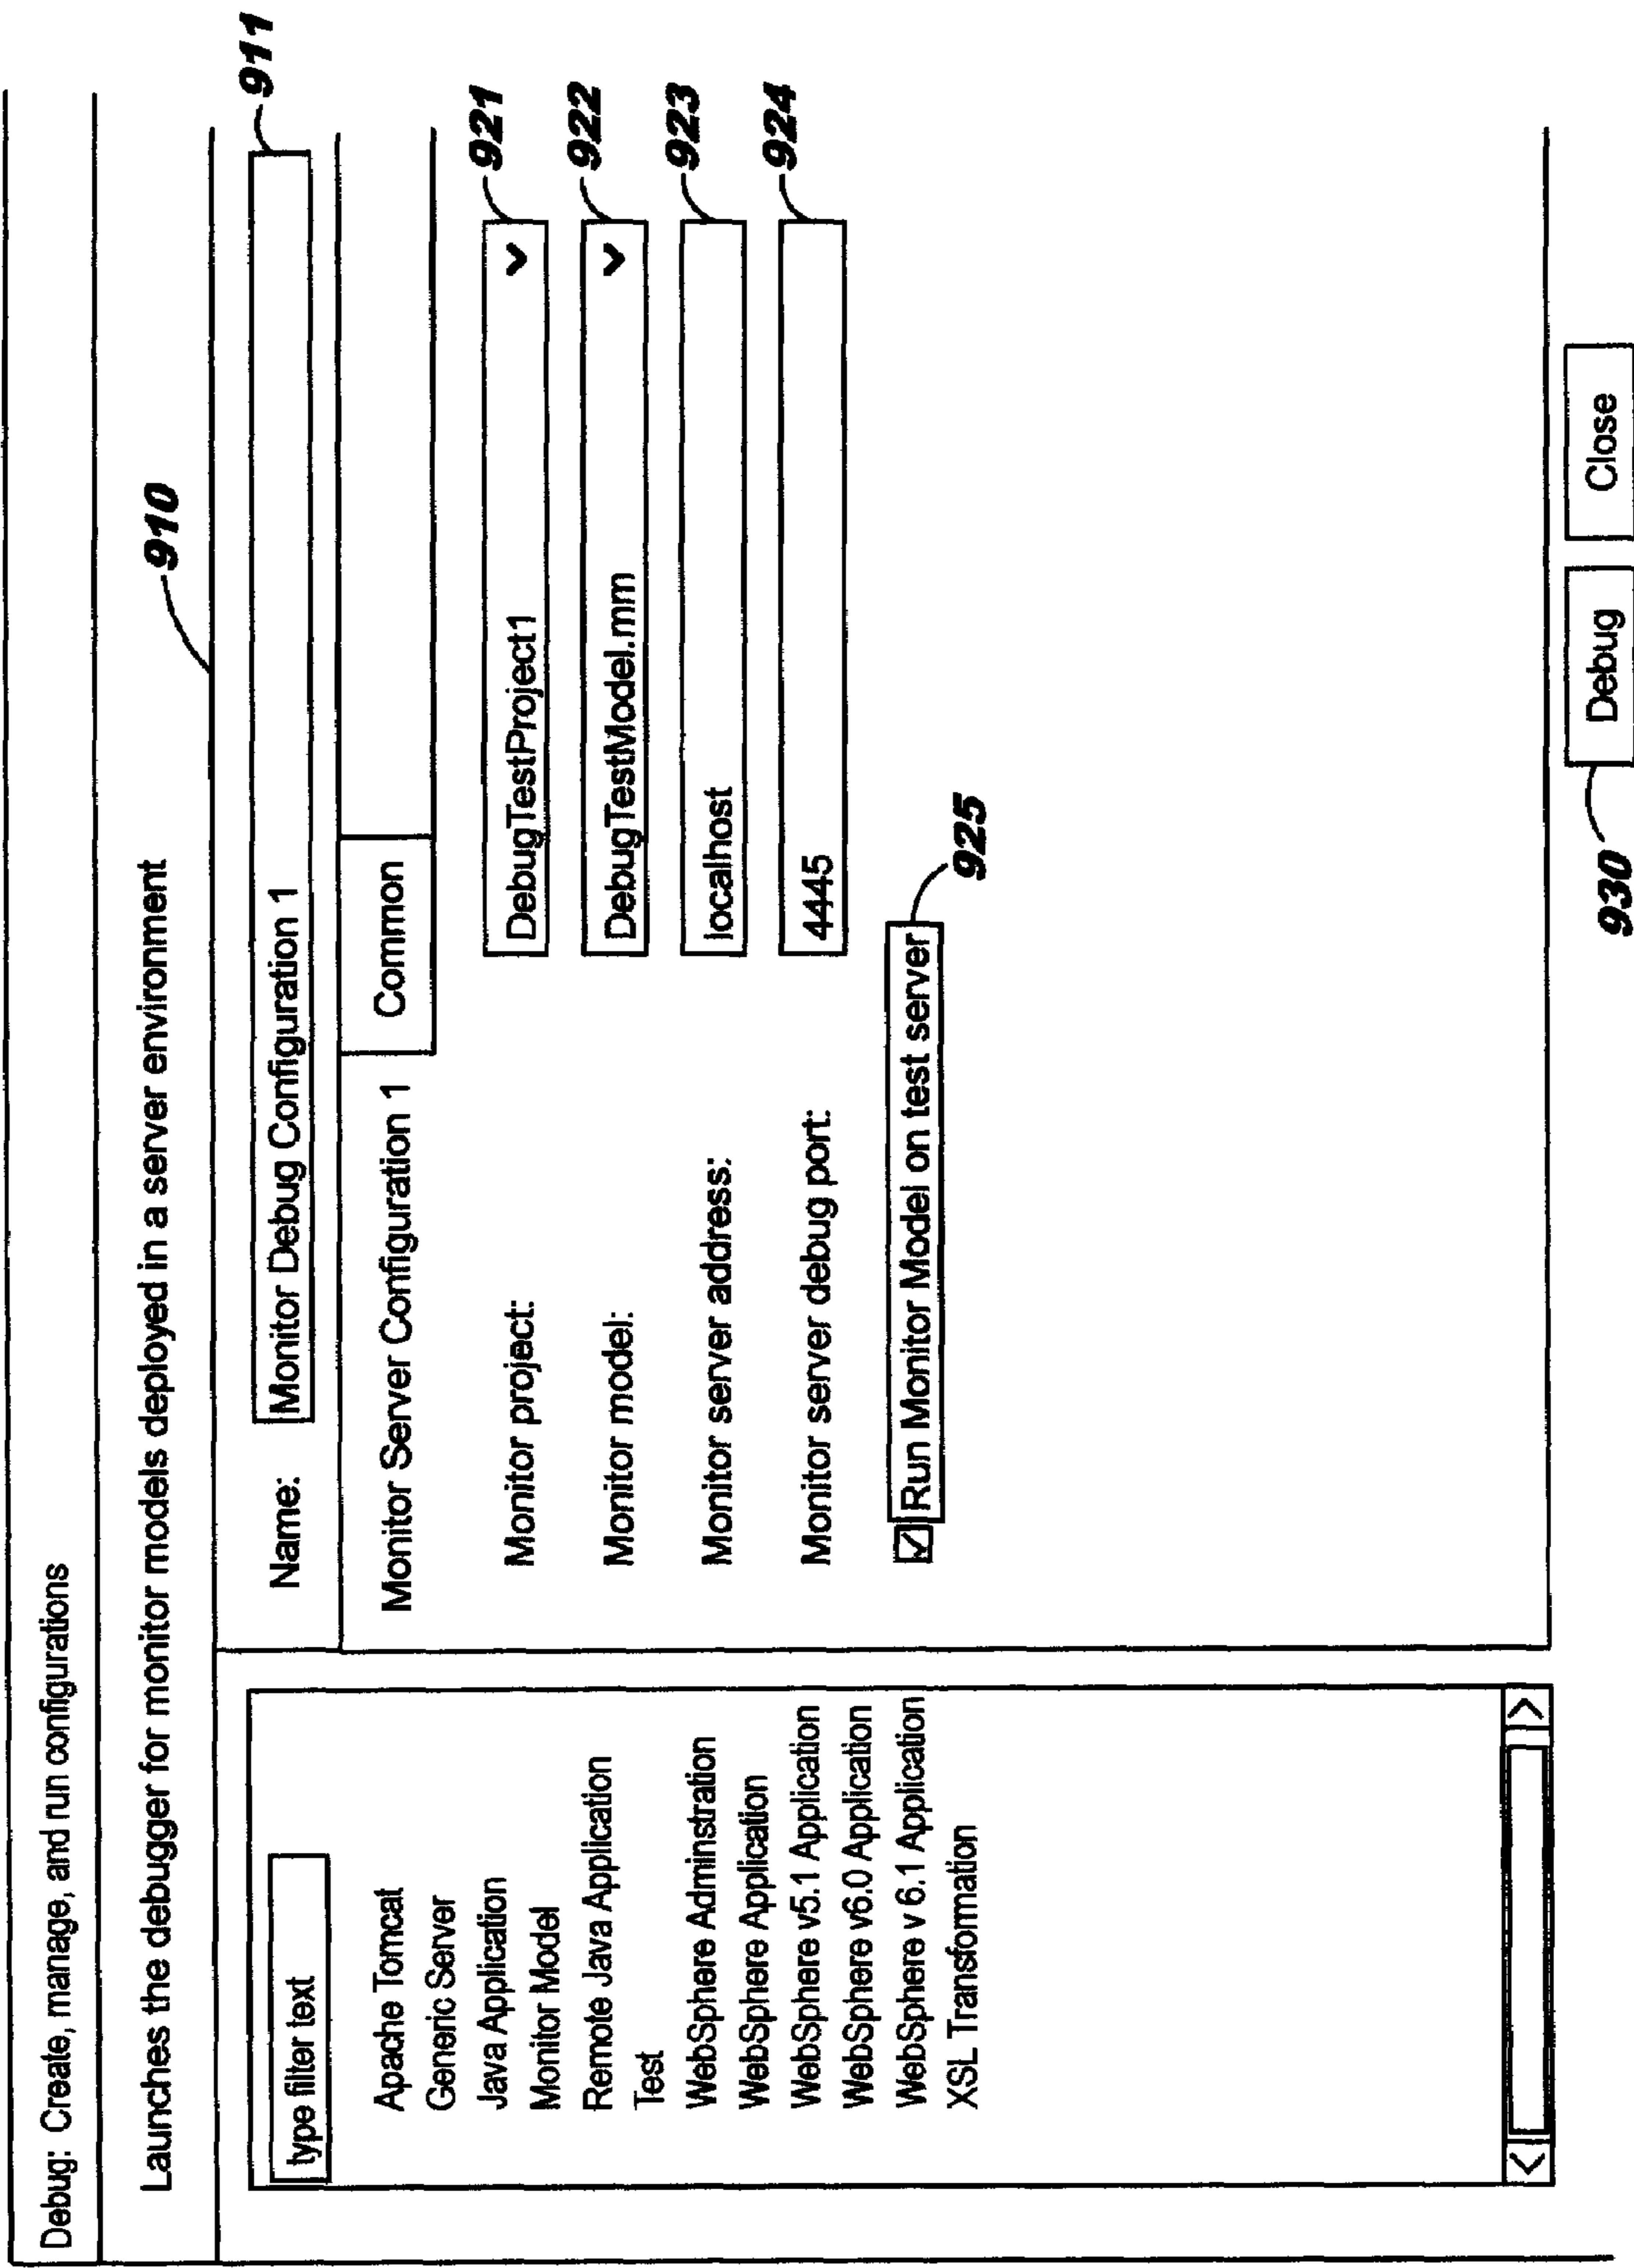 Debug: Create, manage, and run configurations
Launches the debugger for monitor models deployed in a server environment
910
type filter text
Apache Tomcat
Generic Server
Java Application
Monitor Model
Remote Java Application
Test
WebSphere Adminstration
WebSphere Application
WebSphere v5.1 Application
WebSphere v6.0 Application
WebSphere v 6.1 Application
XSL Transformation
Name: Monitor Debug Configuration 1 911
Monitor Server Configuration 1 Common
Monitor project: DebugTestProject1 921
Monitor model: DebugTestModel.mm 922
Monitor server address: localhost 923
Monitor server debug port: 4445 924
Run Monitor Model on test server 925
930 Debug Close